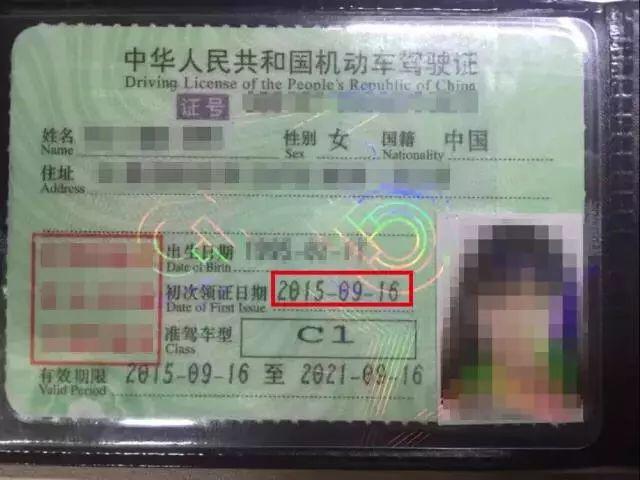 中华人民共和国机动车驾驶证
Driving License of the People's Republic of China
证号
姓名 性别 女 国籍 中国
Name Sex Nationality
住址
Address
出生日期
Date of Birth
初次领证日期 2015-09-16
Date of First Issue
准驾车型 C1
Class
有效期限 2015-09-16 至 2021-09-16
Valid Period